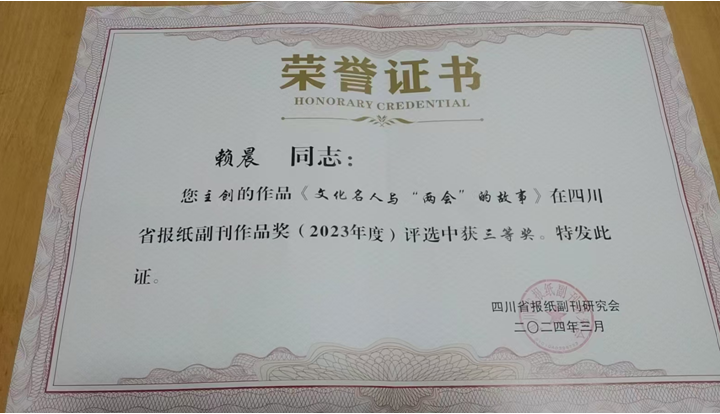 荣誉证书
HONORARY CREDENTIAL
赖晨 同志：
您主创的作品《文化名人与“两会”的故事》在四川
省报纸副刊作品奖（2023年度）评选中获三等奖。特发此
证。
四川省报纸副刊研究会
二〇二四年三月